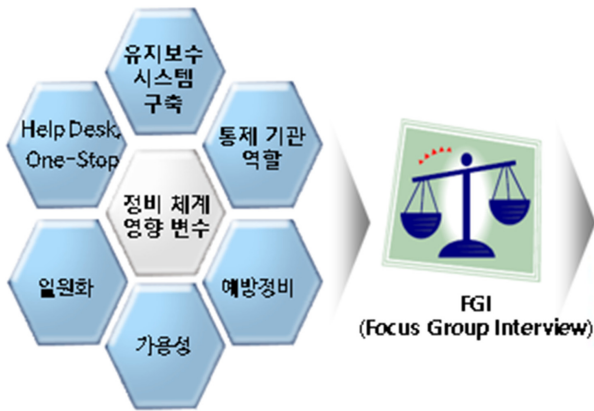 유지보수
시스템
구축
Help Desk,
One-Stop
통제 기관
역할
정비 체계
영향 변수
일원화
예방정비
가용성
FGI
(Focus Group Interview)